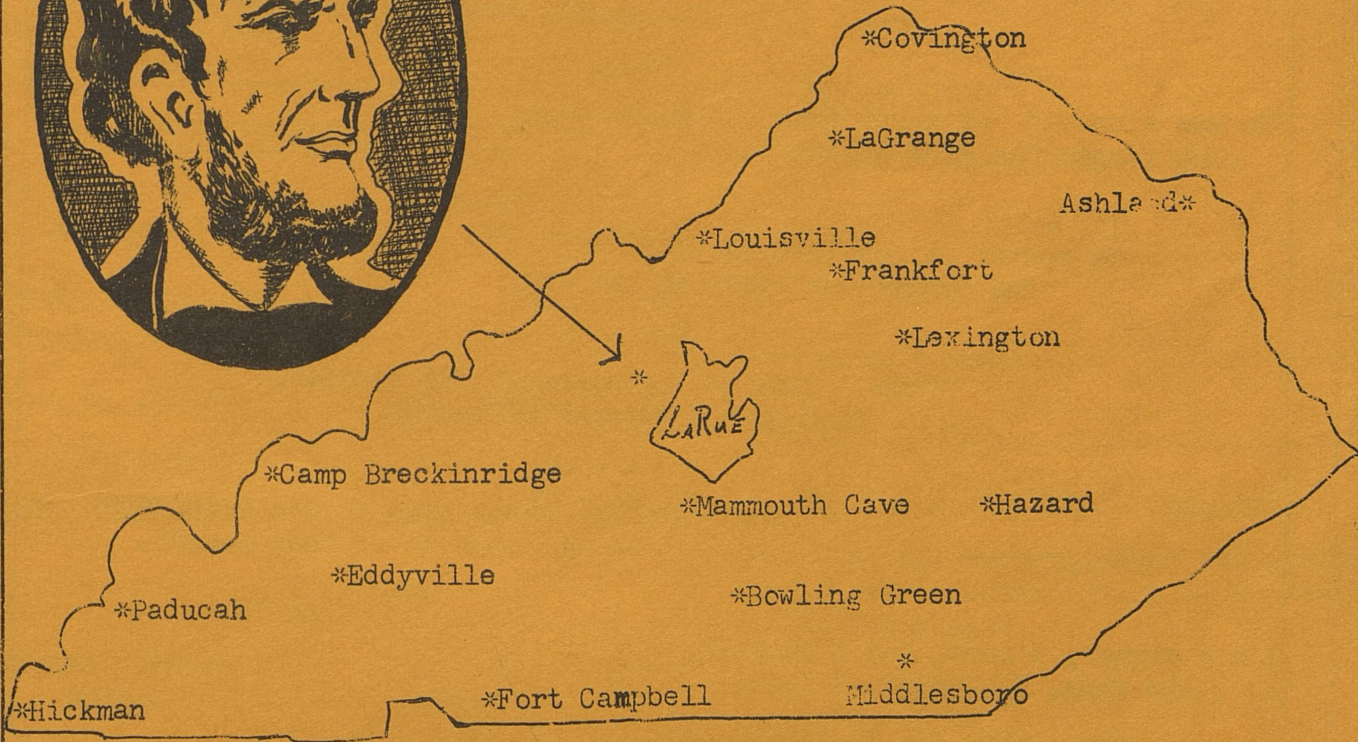 *Covington
*LaGrange
Ashland*
*Louisville
*Frankfort
*Lexington
*
LaRue
*Camp Breckinridge
*Mammouth Cave
*Hazard
*Eddyville
*Bowling Green
*Paducah
*
Middlesboro
*Fort Campbell
*Hickman